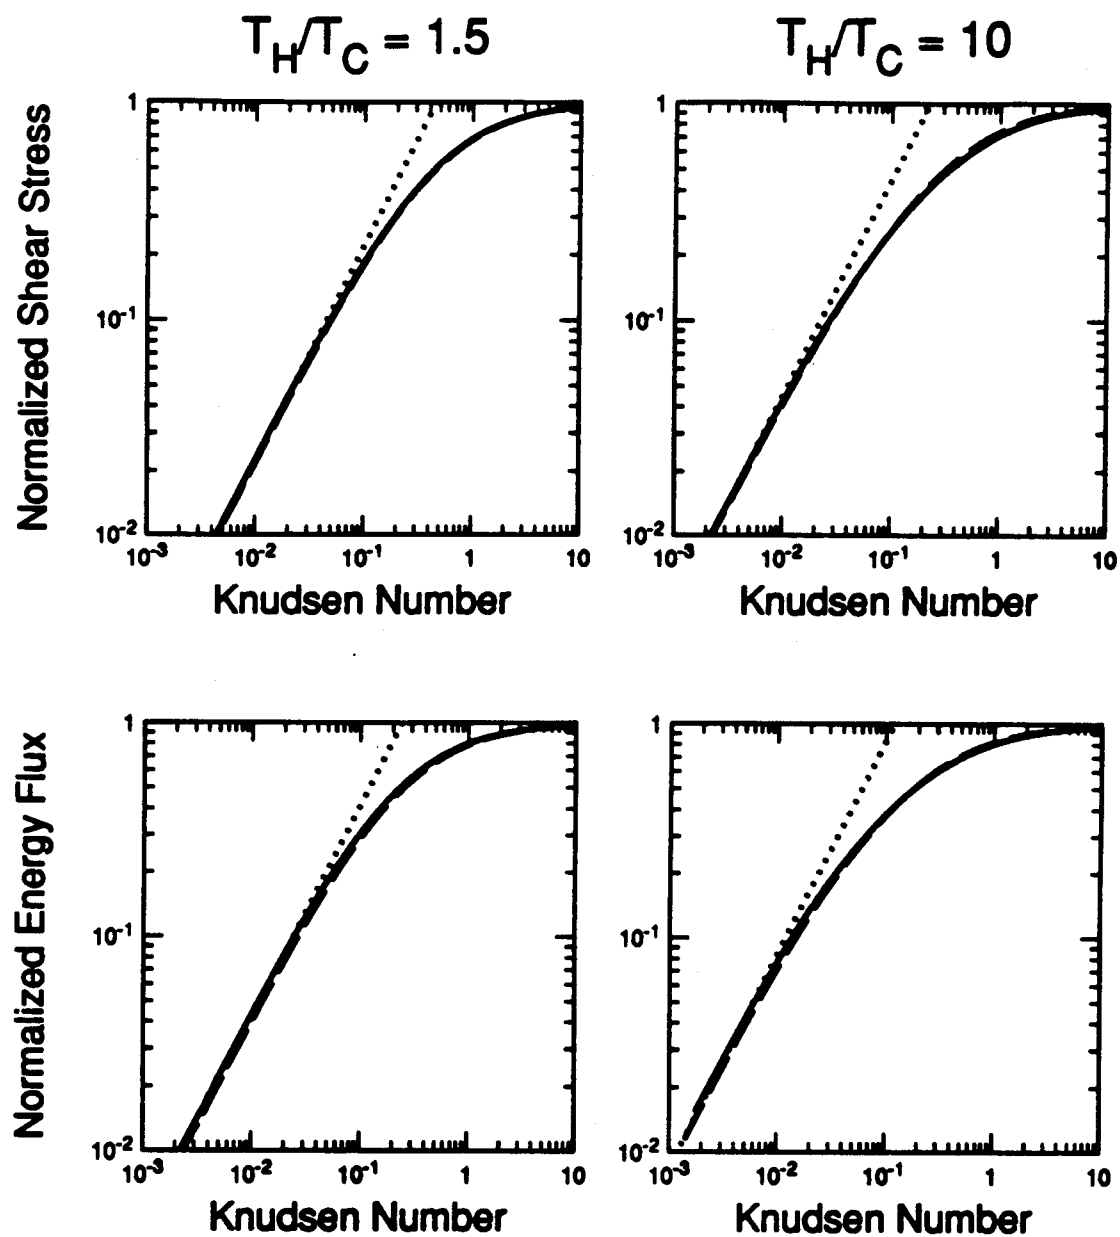 T_H/T_C = 1.5
T_H/T_C = 10
Normalized Shear Stress
1
10^-1
10^-2
10^-3 10^-2 10^-1 1 10
Knudsen Number
1
10^-1
10^-2
10^-3 10^-2 10^-1 1 10
Knudsen Number
Normalized Energy Flux
1
10^-1
10^-2
10^-3 10^-2 10^-1 1 10
Knudsen Number
1
10^-1
10^-2
10^-3 10^-2 10^-1 1 10
Knudsen Number